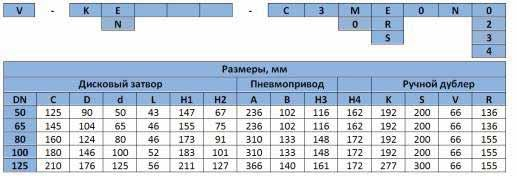 V - K E - C 3 M E 0 N 0
N 0 R 2
S 3
4
Размеры, мм
Дисковый затвор Пневмопривод Ручной дублер
DN C D d L H1 H2 A B H3 H4 K S V R
50 125 90 50 43 147 67 236 102 116 162 192 200 66 136
65 145 104 65 46 155 75 236 102 116 162 192 200 66 136
80 160 124 80 46 173 91 310 133 148 172 192 200 66 155
100 180 146 100 52 183 101 310 133 148 172 192 200 66 155
125 210 176 125 56 211 127 366 140 161 172 277 300 66 155